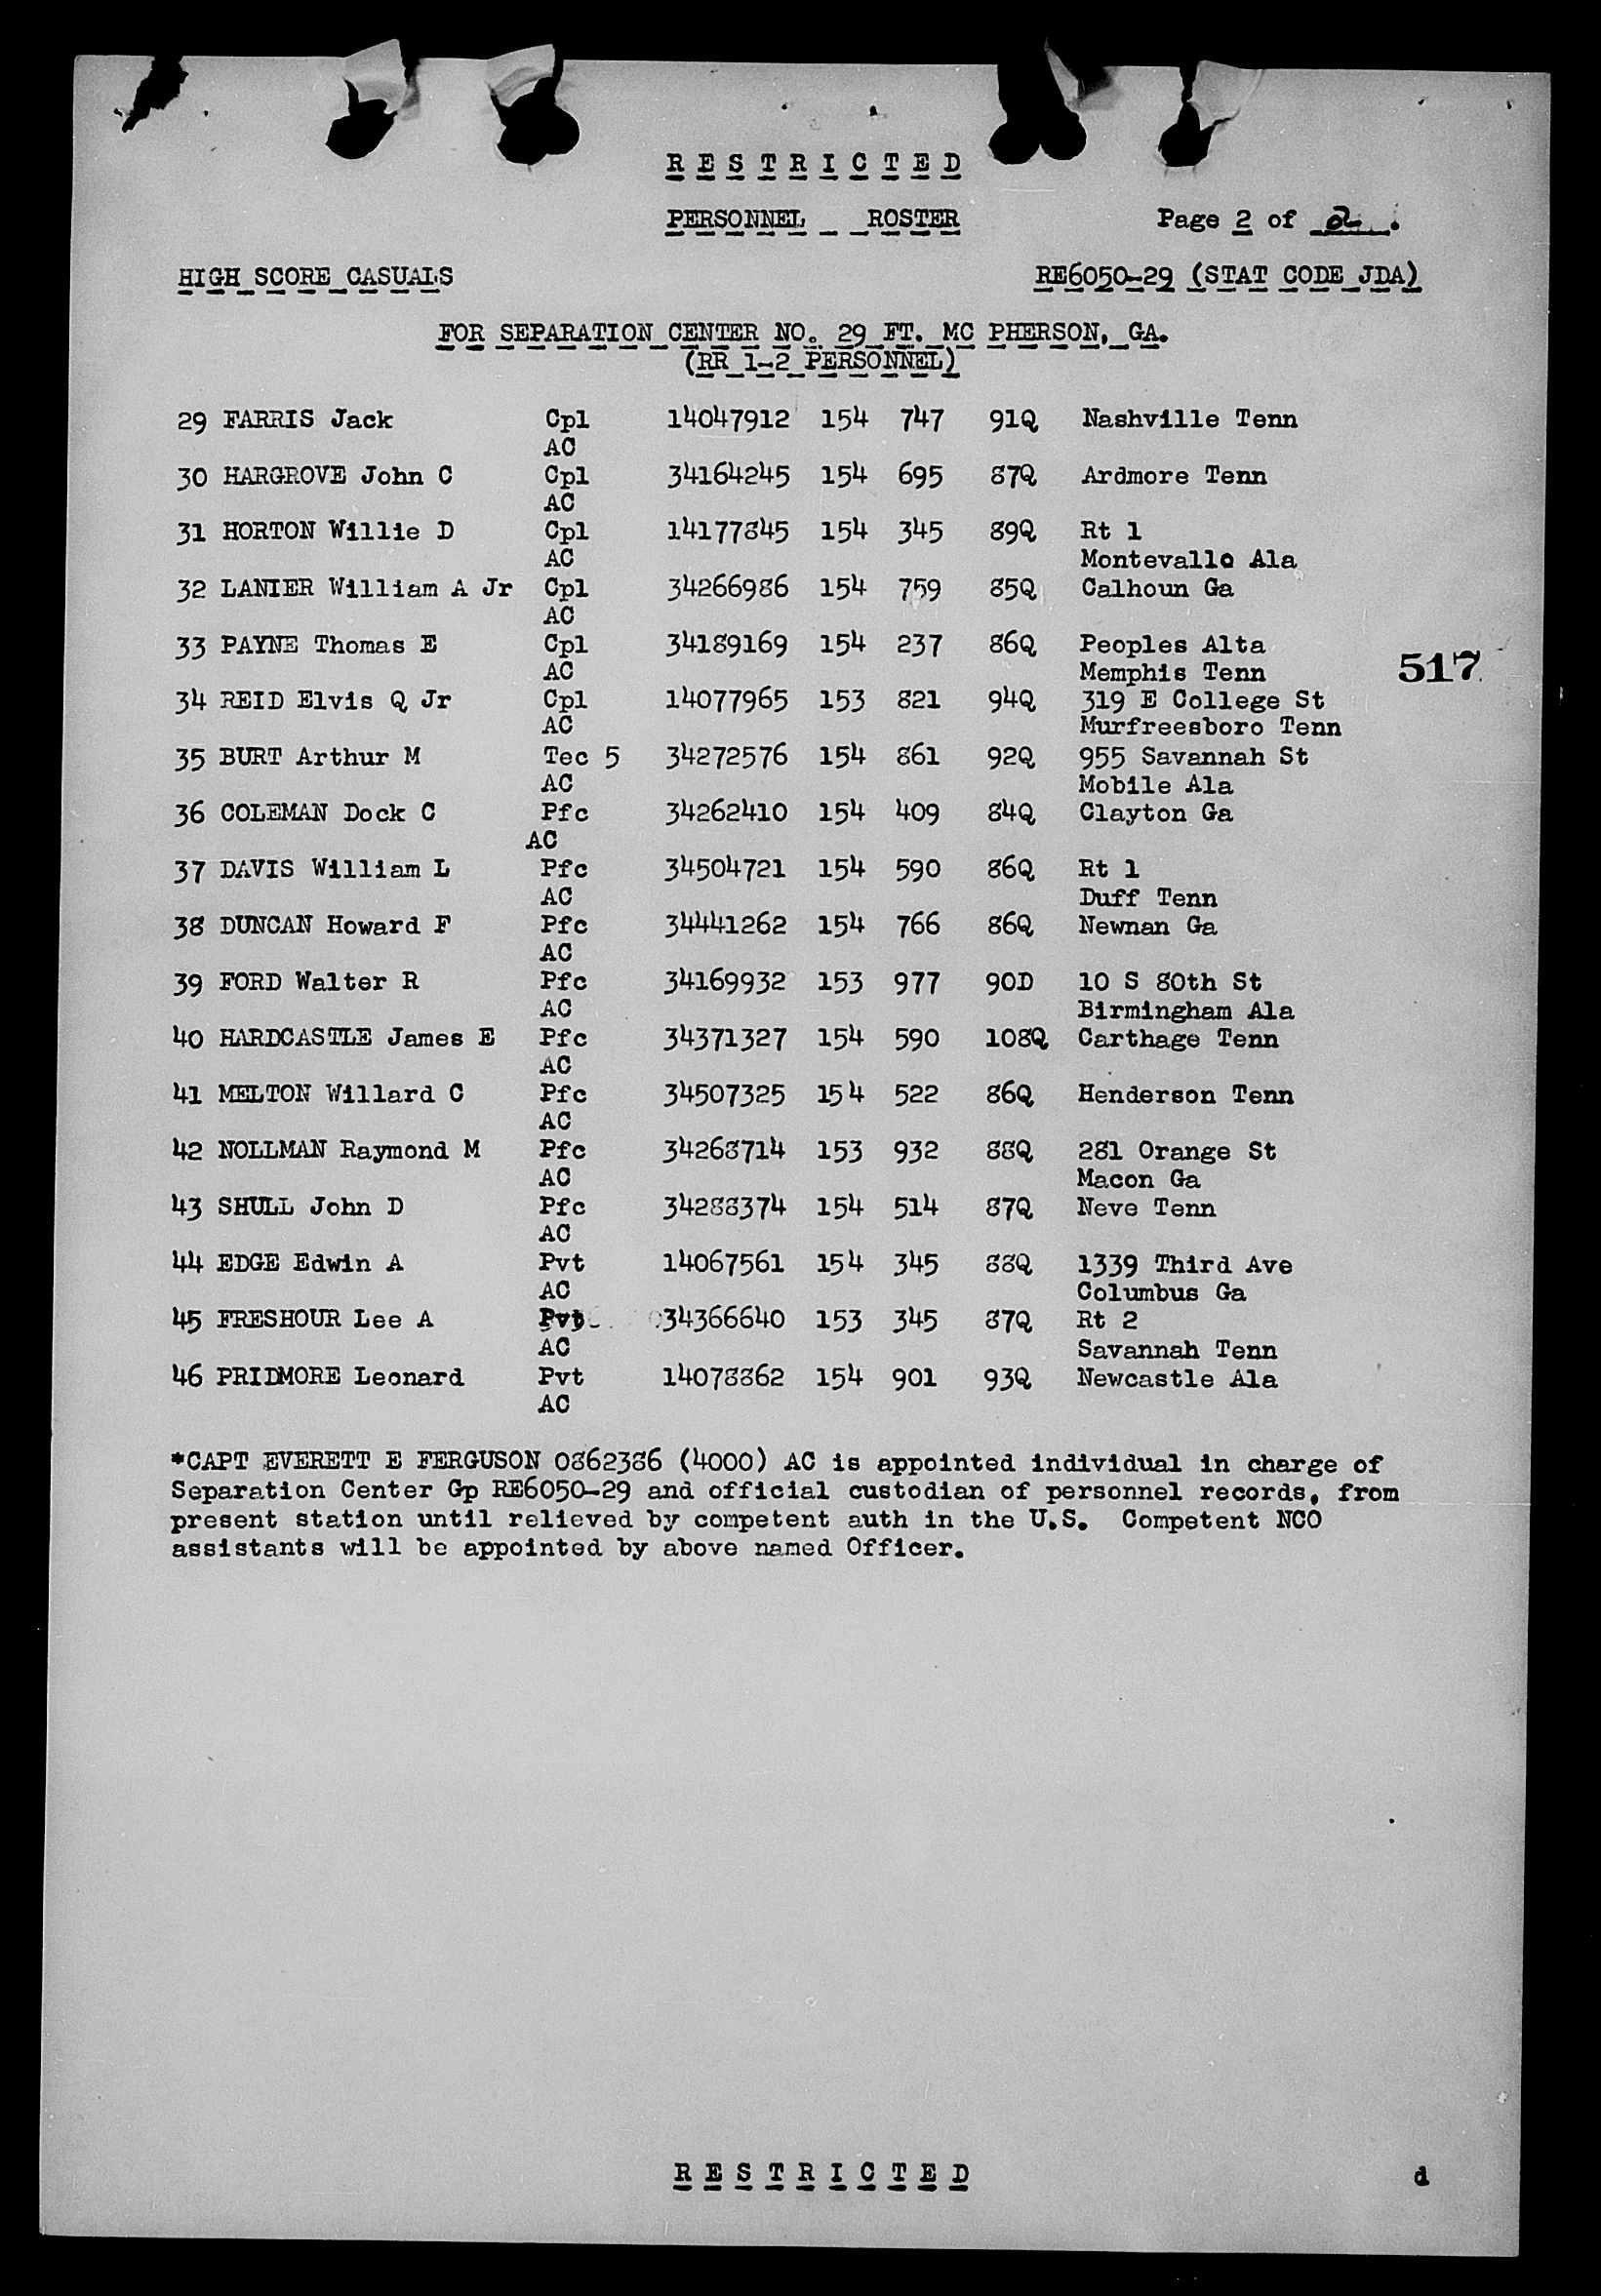 RESTRICTED
PERSONNEL ROSTER Page 2 of 2.
HIGH SCORE CASUALS RE6050-29 (STAT CODE JDA)
FOR SEPARATION CENTER NO. 29 FT. MC PHERSON, GA.
(RR 1-2 PERSONNEL)
29 FARRIS Jack Cpl 14047912 154 747 91Q Nashville Tenn
AC
30 HARGROVE John C Cpl 34164245 154 695 87Q Ardmore Tenn
AC
31 HORTON Willie D Cpl 14177845 154 345 89Q Rt 1
AC Montevallo Ala
32 LANIER William A Jr Cpl 34266986 154 759 85Q Calhoun Ga
AC
33 PAYNE Thomas E Cpl 34189169 154 237 86Q Peoples Alta
AC Memphis Tenn
517
34 REID Elvis Q Jr Cpl 14077965 153 821 94Q 319 E College St
AC Murfreesboro Tenn
35 BURT Arthur M Tec 5 34272576 154 861 92Q 955 Savannah St
AC Mobile Ala
36 COLEMAN Dock C Pfc 34262410 154 409 84Q Clayton Ga
AC
37 DAVIS William L Pfc 34504721 154 590 86Q Rt 1
AC Duff Tenn
38 DUNCAN Howard F Pfc 34441262 154 766 86Q Newnan Ga
AC
39 FORD Walter R Pfc 34169932 153 977 90D 10 S 80th St
AC Birmingham Ala
40 HARDCASTLE James E Pfc 34371327 154 590 108Q Carthage Tenn
AC
41 MELTON Willard C Pfc 34507325 154 522 86Q Henderson Tenn
AC
42 NOLLMAN Raymond M Pfc 34268714 153 932 88Q 281 Orange St
AC Macon Ga
43 SHULL John D Pfc 34288374 154 514 87Q Neve Tenn
AC
44 EDGE Edwin A Pvt 14067561 154 345 88Q 1339 Third Ave
AC Columbus Ga
45 FRESHOUR Lee A Pvt 34366640 153 345 87Q Rt 2
AC Savannah Tenn
46 PRIDMORE Leonard Pvt 14078862 154 901 93Q Newcastle Ala
AC
*CAPT EVERETT E FERGUSON 0862386 (4000) AC is appointed individual in charge of
Separation Center Gp RE6050-29 and official custodian of personnel records, from
present station until relieved by competent auth in the U.S. Competent NCO
assistants will be appointed by above named Officer.
RESTRICTED d